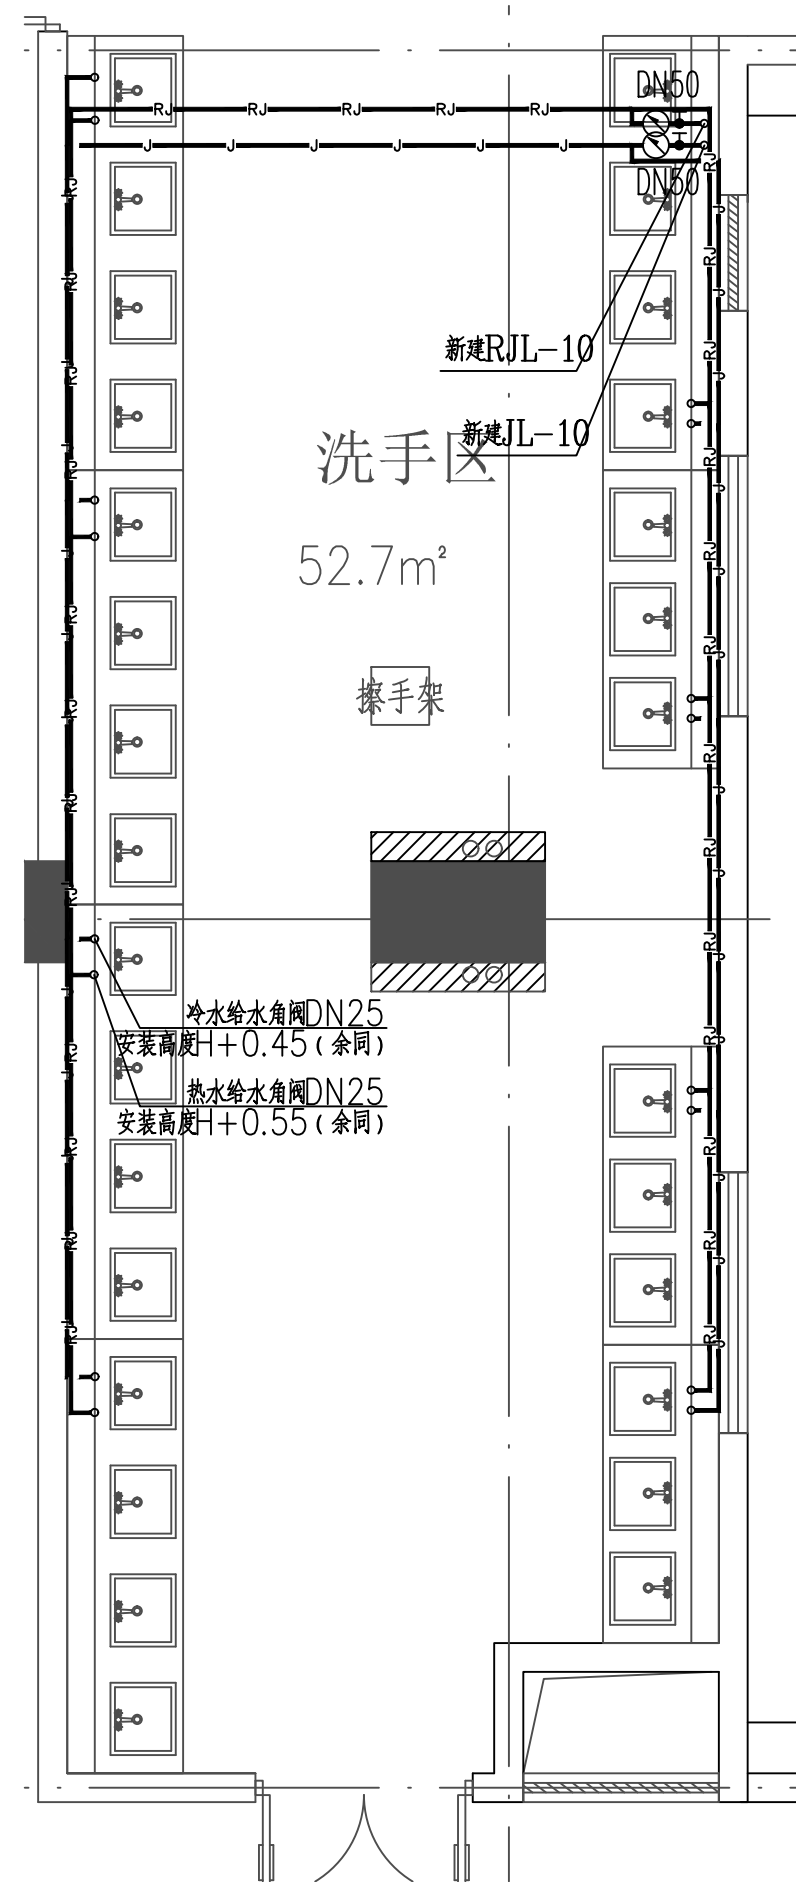 DN50
RJ RJ RJ RJ RJ
J J J J J J
DN50
新建RJL-10
新建JL-10
洗手区
52.7m²
擦手架
冷水给水角阀DN25
安装高度H+0.45(余同)
热水给水角阀DN25
安装高度H+0.55(余同)